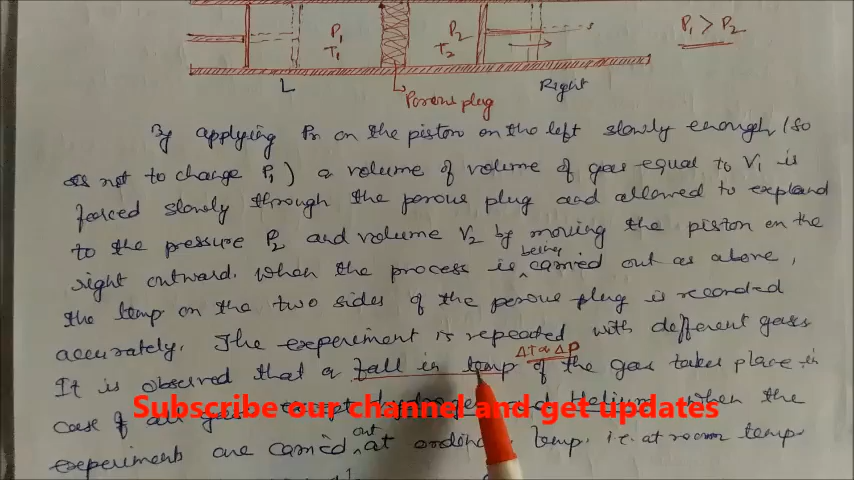 P₁ T₁
P₂ T₂
P₁ > P₂
L
Porous plug
Right
By applying Pr on the piston on the left slowly enough (so
as not to change P₁) a volume of volume of gas equal to V₁ is
forced slowly through the porous plug and allowed to expland
to the pressure P₂ and volume V₂ by moving the piston on the
right outward. When the process is being carried out as above,
the temp on the two sides of the porous plug is recorded
accurately. The experiment is repeated with different gases
ΔT ∝ ΔP
It is observed that a fall in temp of the gas takes place in
case of all gases except hydrogen and Helium when the
Subscribe our channel and get updates
experiment are carried out at temp. i.e. at room temp.